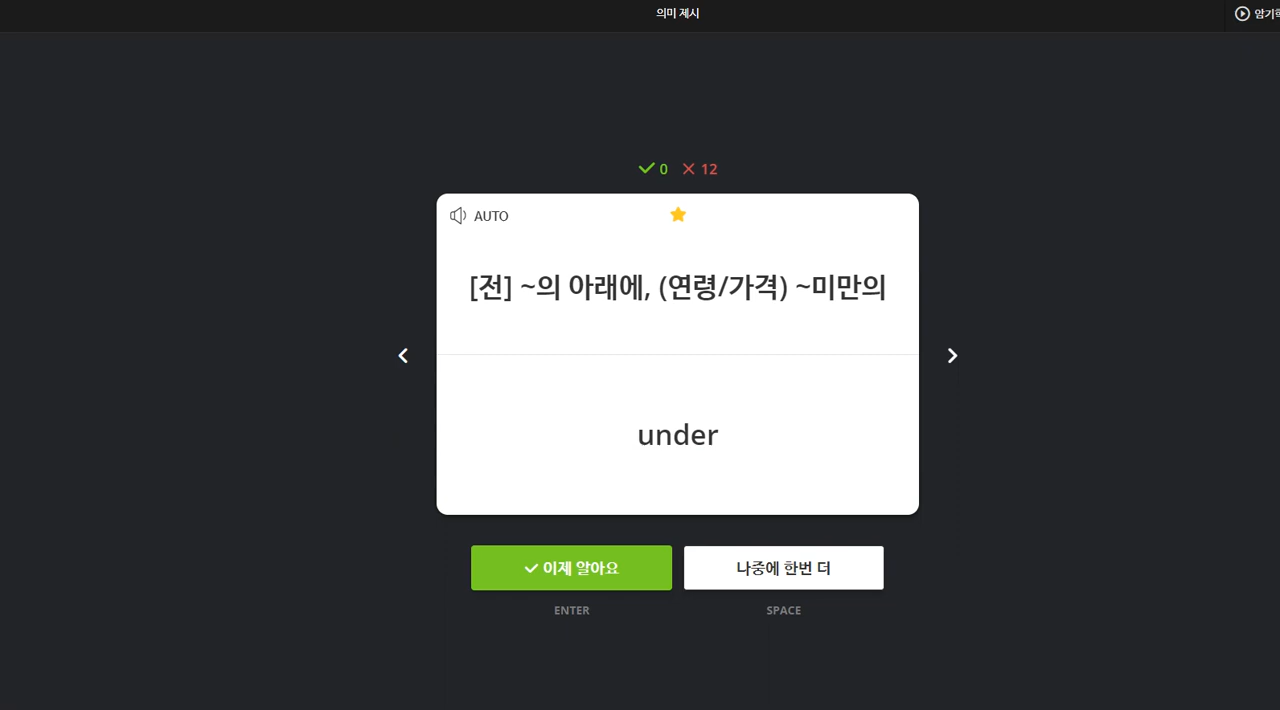 의미 제시
0 12
AUTO
[전] ~의 아래에, (연령/가격) ~미만의
under
이제 알아요
나중에 한번 더
ENTER
SPACE